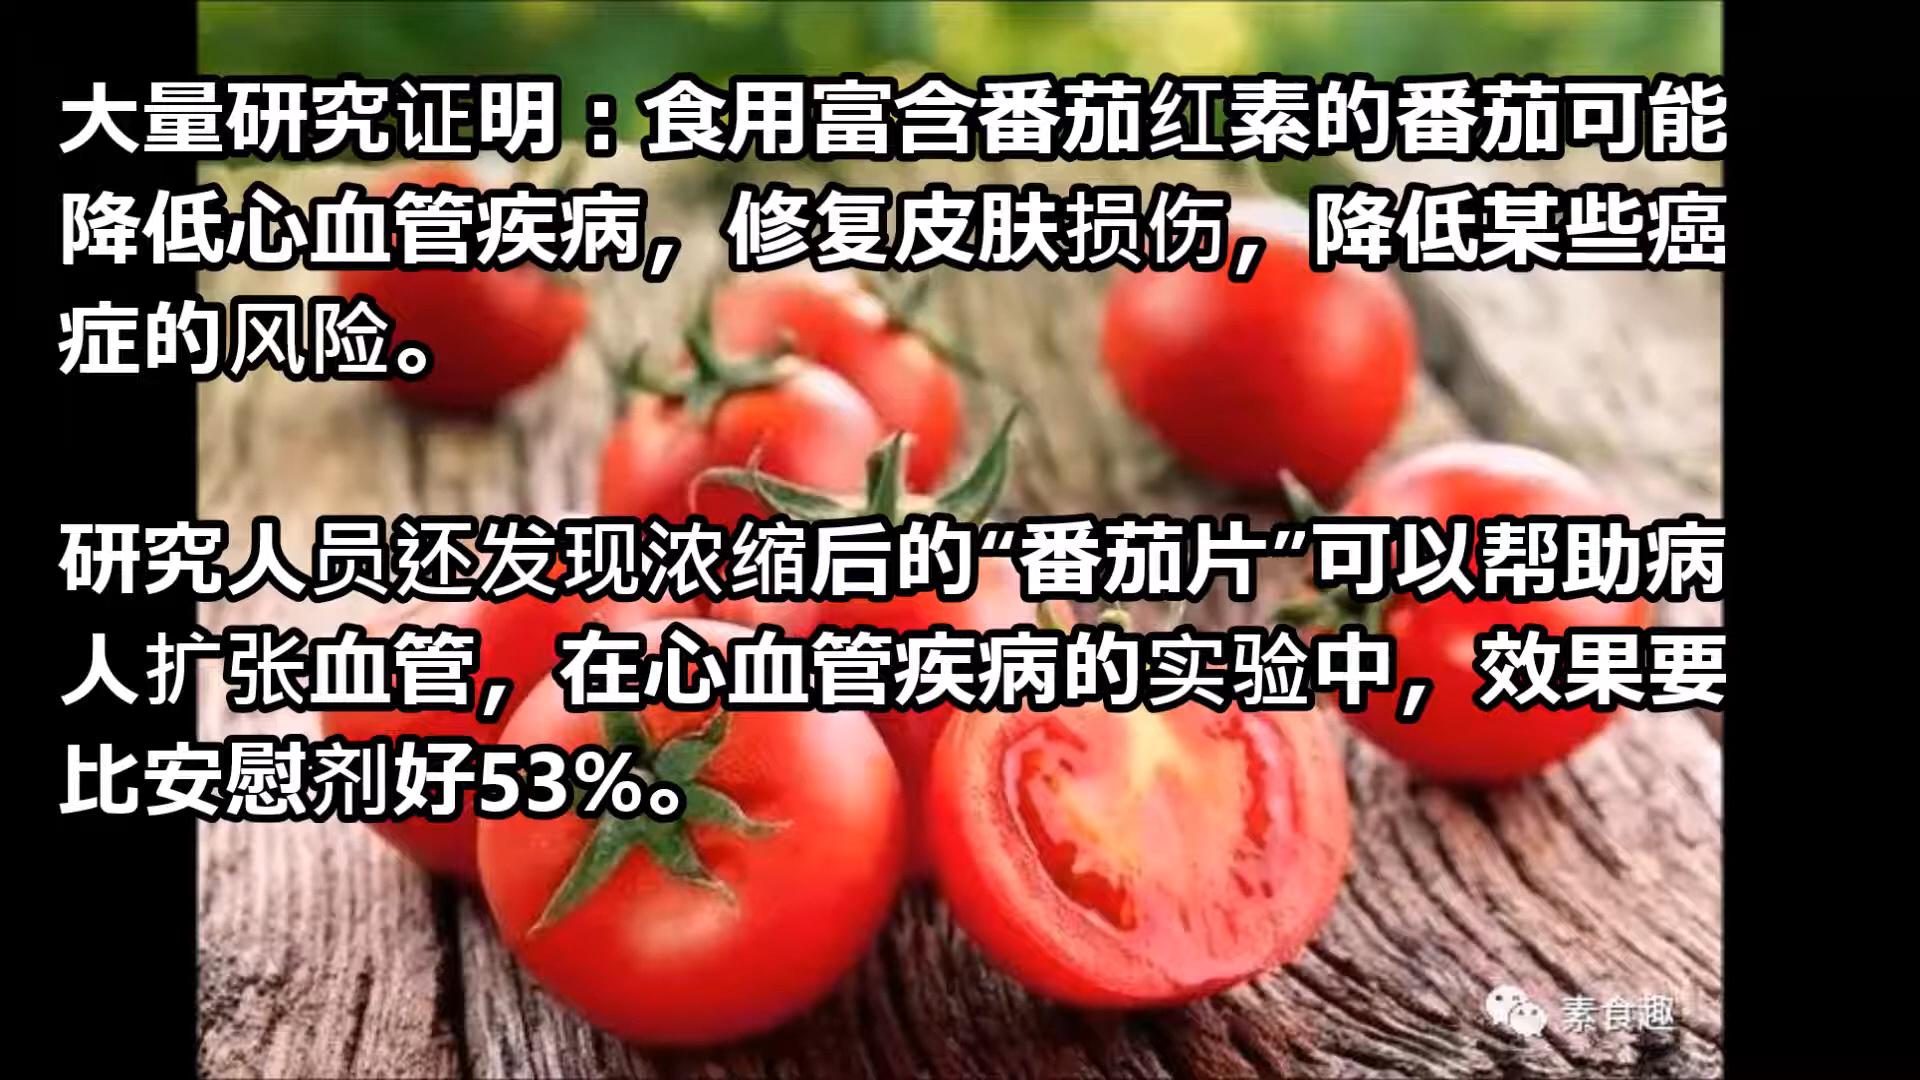 大量研究证明：食用富含番茄红素的番茄可能
降低心血管疾病，修复皮肤损伤，降低某些癌
症的风险。
研究人员还发现浓缩后的“番茄片”可以帮助病
人扩张血管，在心血管疾病的实验中，效果要
比安慰剂好53%。
素食趣